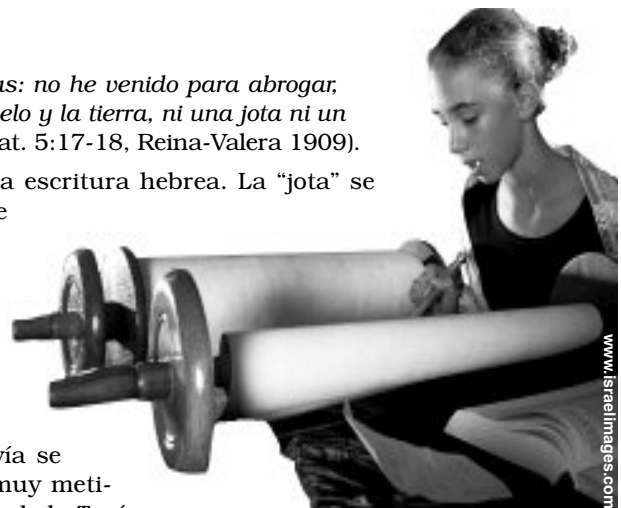 us: no he venido para abrogar,
elo y la tierra, ni una jota ni un
at. 5:17-18, Reina-Valera 1909).
a escritura hebrea. La “jota” se
e
vía se
muy meti-
www.israelimages.com